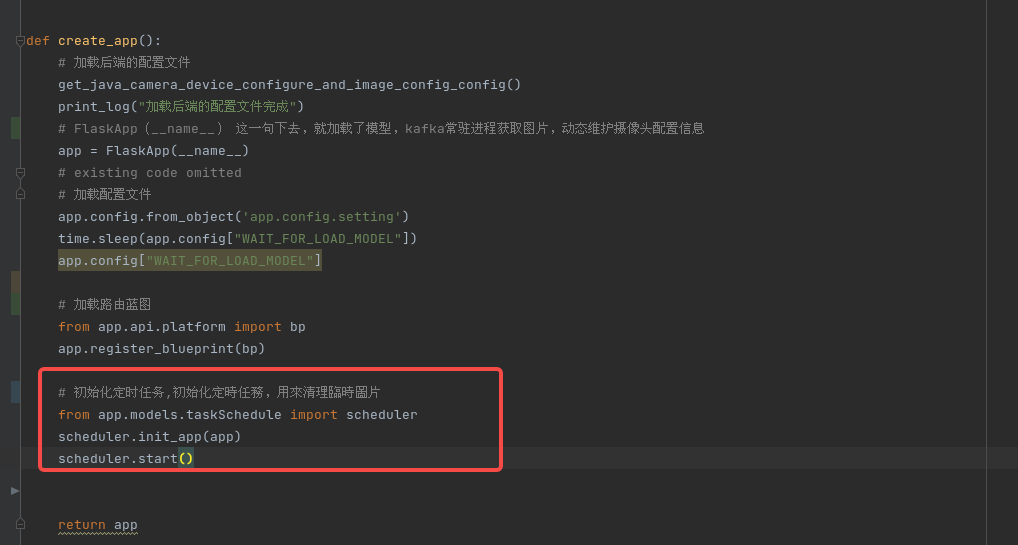 def create_app():
# 加载后端的配置文件
get_java_camera_device_configure_and_image_config_config()
print_log("加载后端的配置文件完成")
# FlaskApp（__name__） 这一句下去，就加载了模型，kafka常驻进程获取图片，动态维护摄像头配置信息
app = FlaskApp(__name__)
# existing code omitted
# 加载配置文件
app.config.from_object('app.config.setting')
time.sleep(app.config["WAIT_FOR_LOAD_MODEL"])
app.config["WAIT_FOR_LOAD_MODEL"]
# 加载路由蓝图
from app.api.platform import bp
app.register_blueprint(bp)
# 初始化定时任务,初始化定時任務，用來清理臨時圖片
from app.models.taskSchedule import scheduler
scheduler.init_app(app)
scheduler.start()
return app